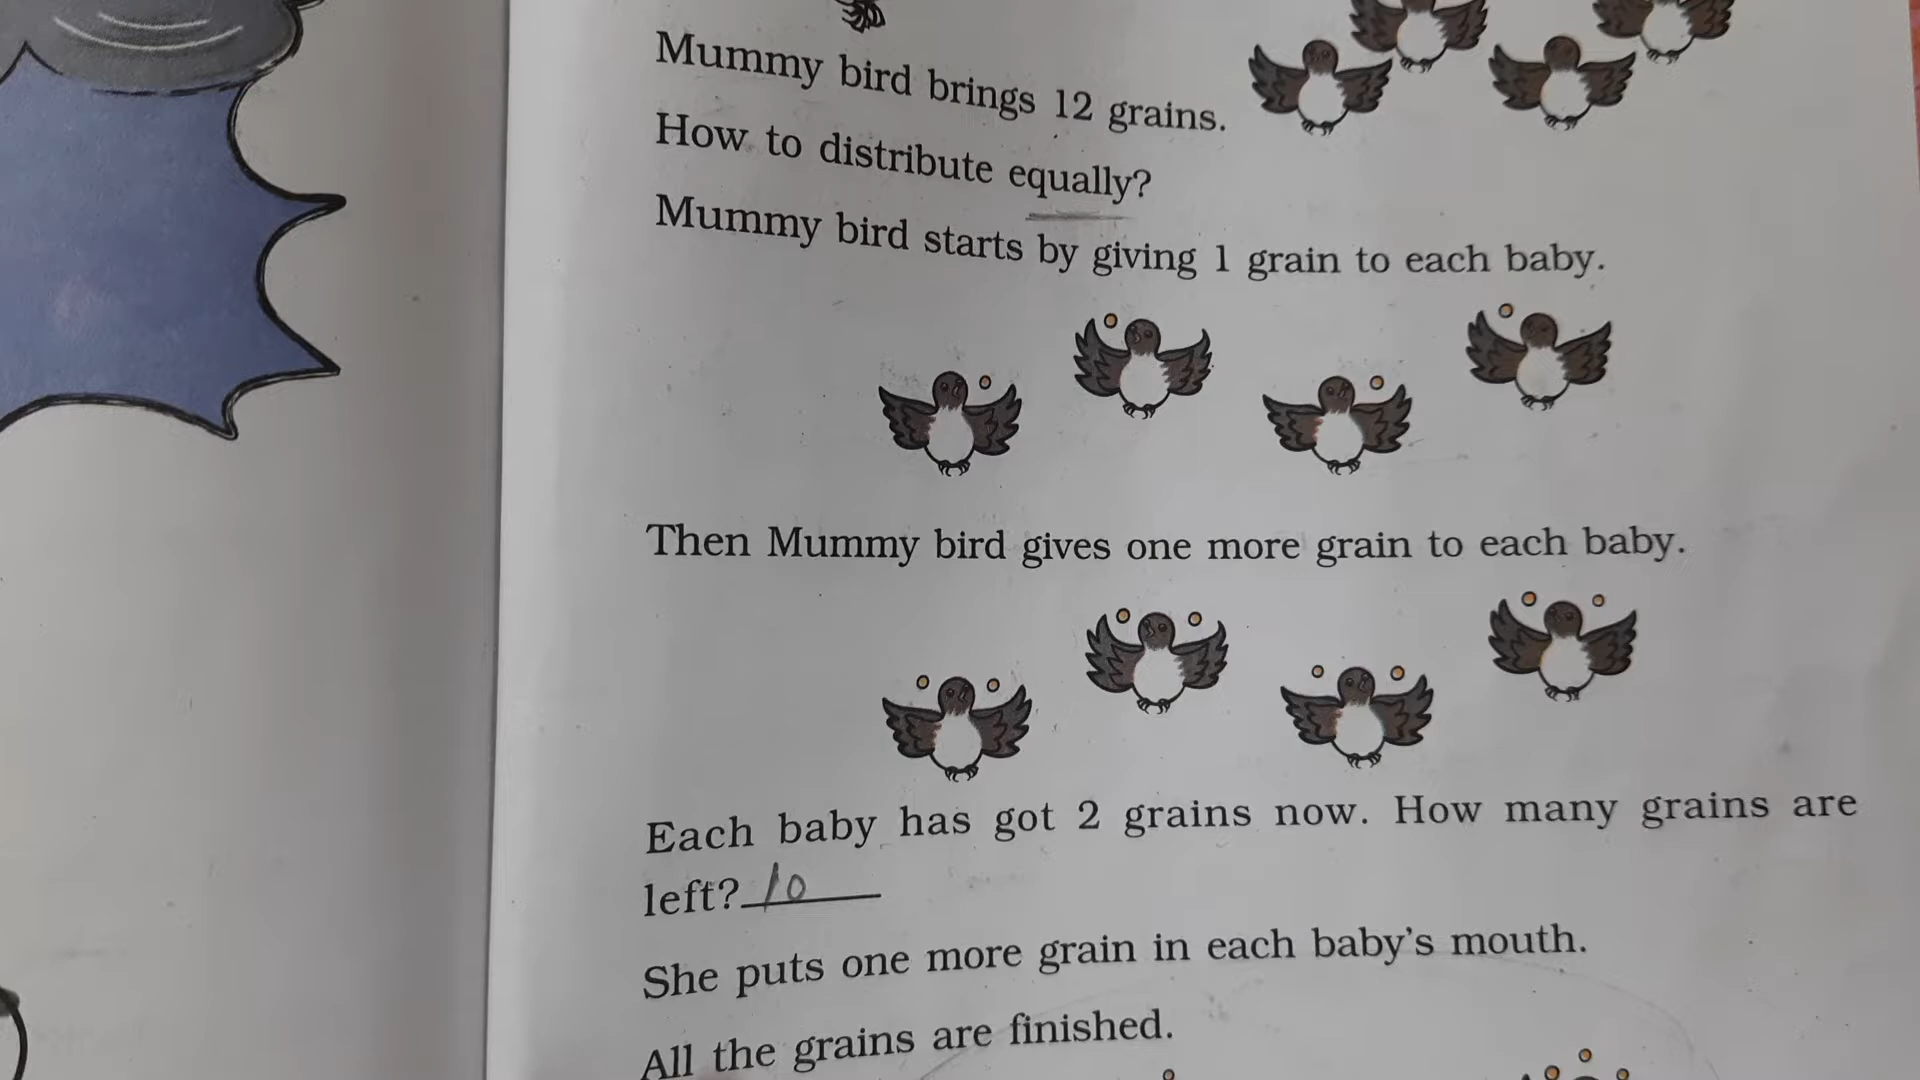 Mummy bird brings 12 grains.
How to distribute equally?
Mummy bird starts by giving 1 grain to each baby.
Then Mummy bird gives one more grain to each baby.
Each baby has got 2 grains now. How many grains are
left? 10
She puts one more grain in each baby's mouth.
All the grains are finished.